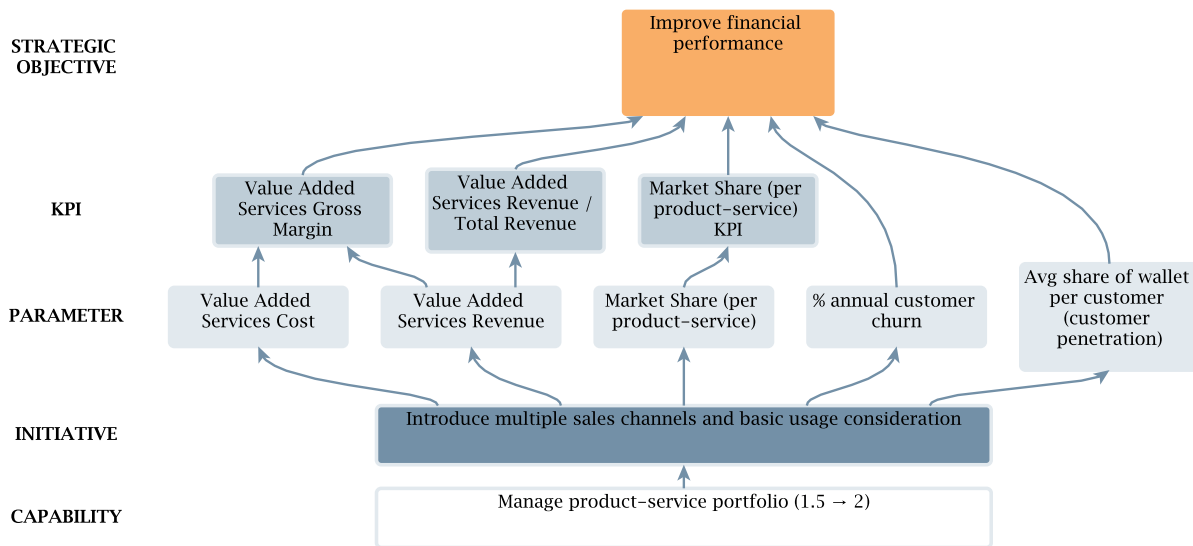 STRATEGIC
OBJECTIVE
Improve financial
performance
KPI
Value Added
Services Gross
Margin
Value Added
Services Revenue /
Total Revenue
Market Share (per
product–service)
KPI
PARAMETER
Value Added
Services Cost
Value Added
Services Revenue
Market Share (per
product–service)
% annual customer
churn
Avg share of wallet
per customer
(customer
penetration)
INITIATIVE
Introduce multiple sales channels and basic usage consideration
CAPABILITY
Manage product–service portfolio (1.5 → 2)